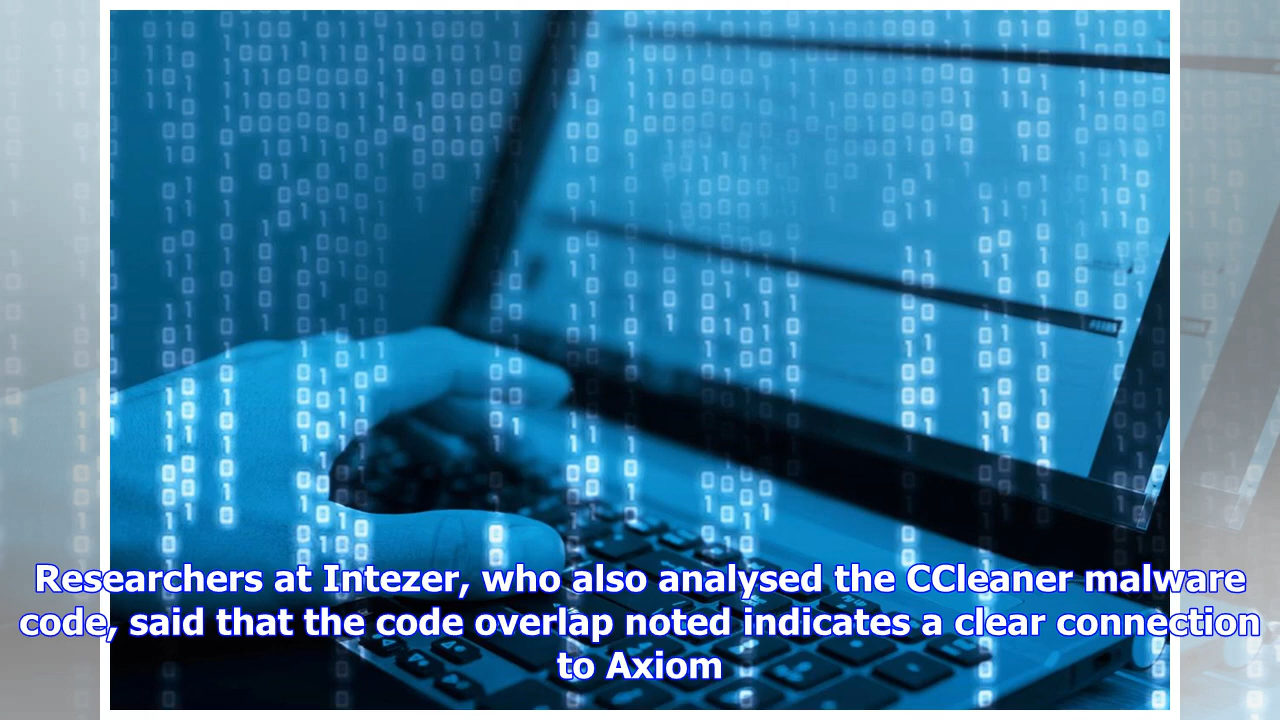 Researchers at Intezer, who also analysed the CCleaner malware
code, said that the code overlap noted indicates a clear connection
to Axiom